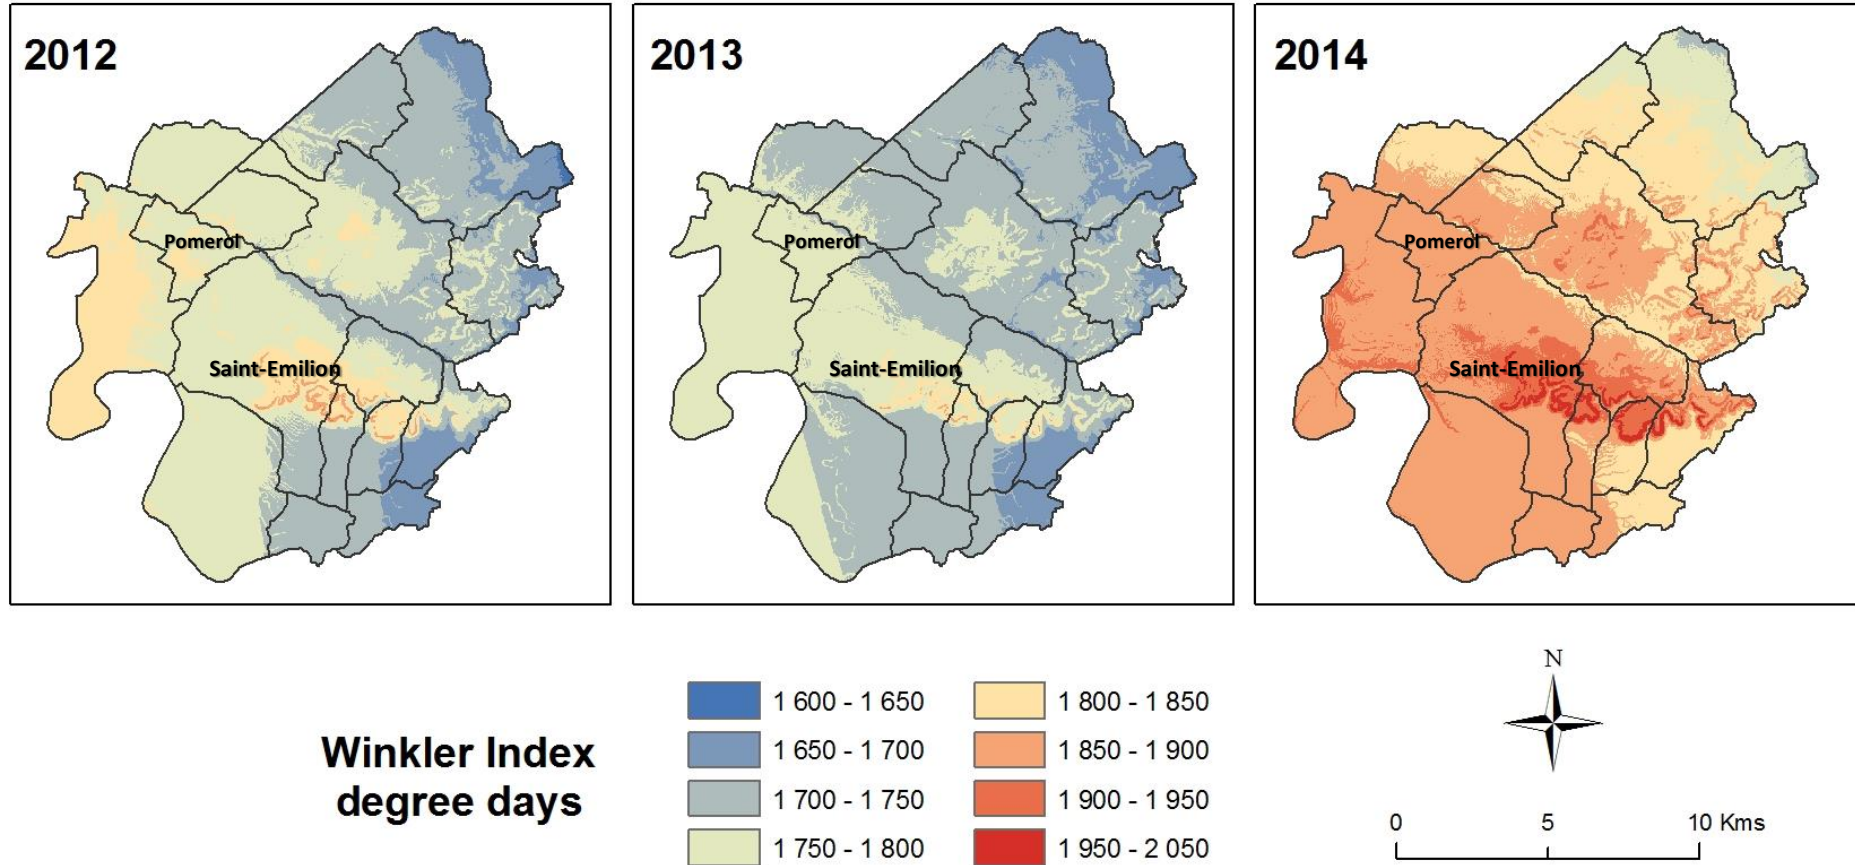 2012
2013
2014
Pomerol
Pomerol
Pomerol
Saint-Emilion
Saint-Emilion
Saint-Emilion
Winkler Index
degree days
1 600 - 1 650
1 650 - 1 700
1 700 - 1 750
1 750 - 1 800
1 800 - 1 850
1 850 - 1 900
1 900 - 1 950
1 950 - 2 050
N
0 5 10 Kms